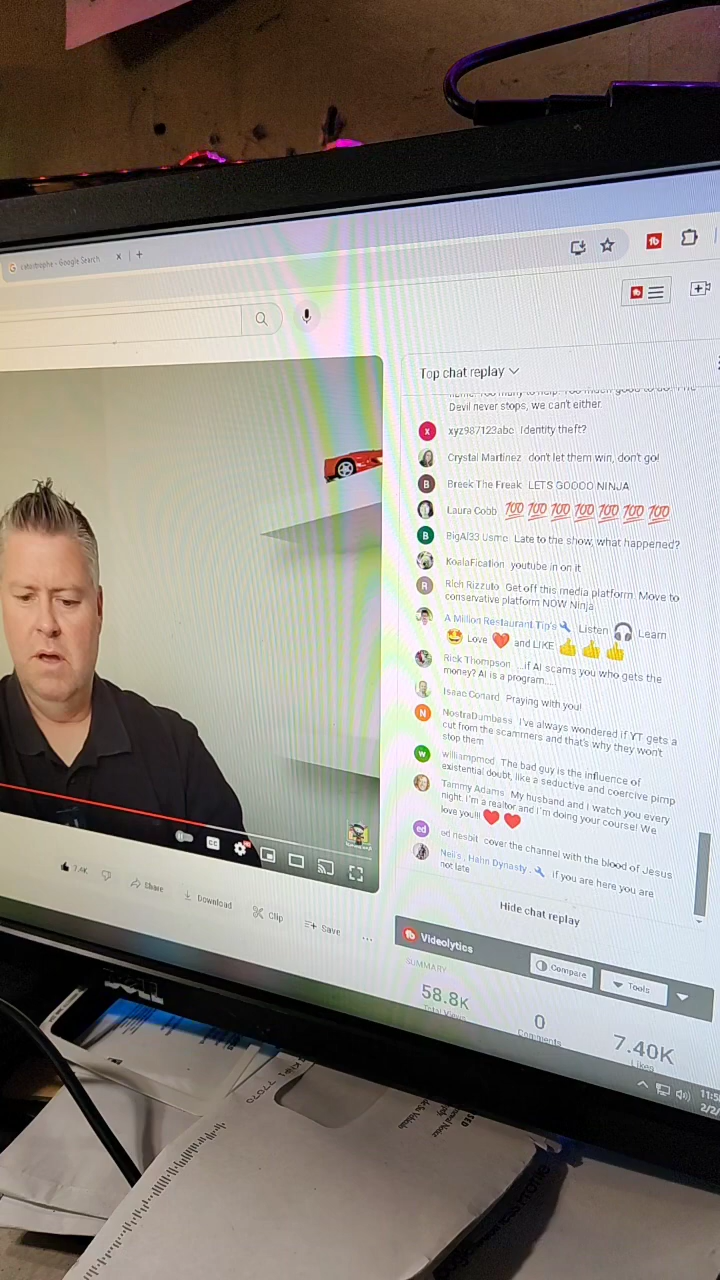 catastrophe - Google Search
Top chat replay
Devil never stops, we can't either.
xyz987123abc Identity theft?
Crystal Martinez don't let them win, don't go!
B Breek The Freak LETS GOOOO NINJA
Laura Cobb 💯💯💯💯💯💯💯
B BigAl33 Usmc Late to the show, what happened?
KoalaFication youtube in on it
R Rich Rizzuto Get off this media platform. Move to
conservative platform NOW Ninja
A Million Restaurant Tip's Listen 🎧 Learn
🤩 Love ❤️ and LIKE 👍👍👍
Rick Thompson ...if AI scams you who gets the
money? AI is a program....
Isaac Conard Praying with you!
N NostraDumbass I've always wondered if YT gets a
cut from the scammers and that's why they won't
stop them
w williampmcd The bad guy is the influence of
existential doubt, like a seductive and coercive pimp
Tammy Adams My husband and I watch you every
night. I'm a realtor and I'm doing your course! We
love you!!! ❤️❤️
ed ed nesbit cover the channel with the blood of Jesus
Neil's , Hahn Dynasty . if you are here you are
not late
Hide chat replay
CC
7.4K
Share
Download
Clip
Save
tb Videolytics
Compare
Tools
SUMMARY
58.8K
Total Views
0
Comments
7.40K
Likes
DELL
77070